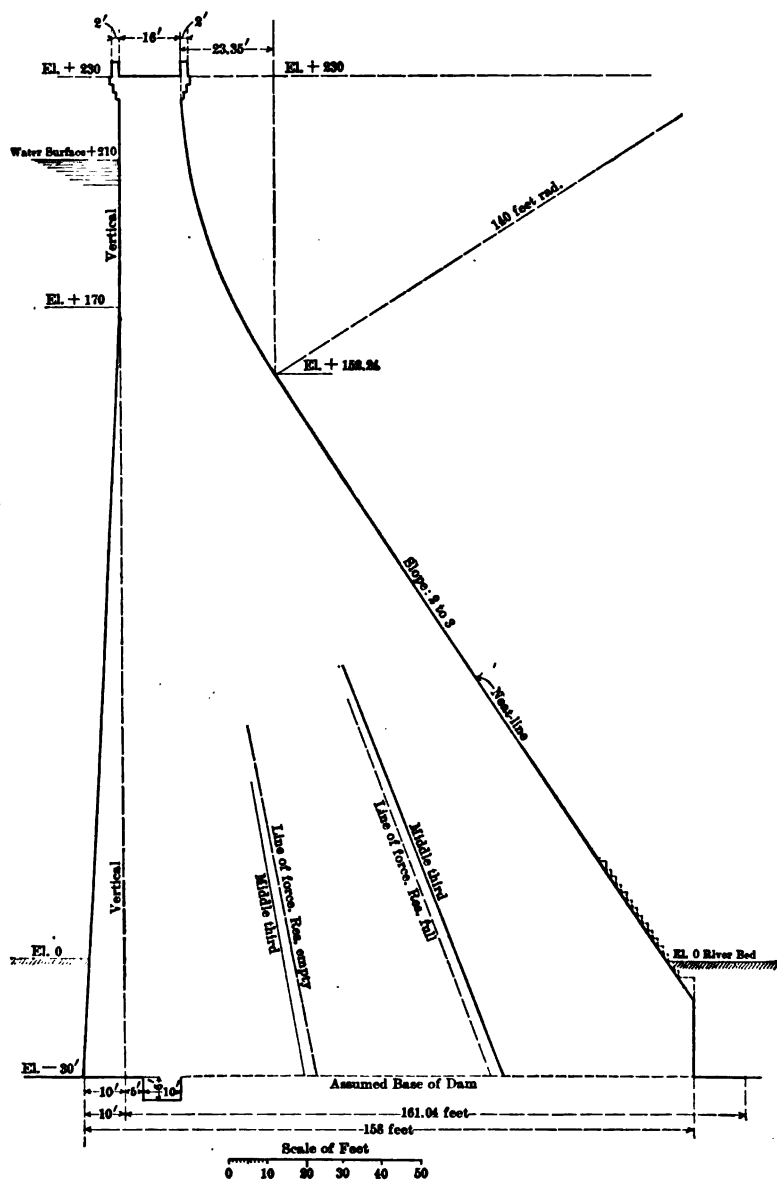 2' 16' 2'
23.35'
El. + 230
El. + 230
Water Surface + 210
Vertical
140 feet rad.
El. + 170
El. + 152.24
Slope: 2 to 3
Neat-line
Line of force. Res. empty
Middle third
Middle third
Line of force. Res. full
Vertical
El. 0
El. 0 River Bed
El. — 30'
Assumed Base of Dam
10' 5' 10'
10' 161.04 feet
158 feet
Scale of Feet
0 10 20 30 40 50